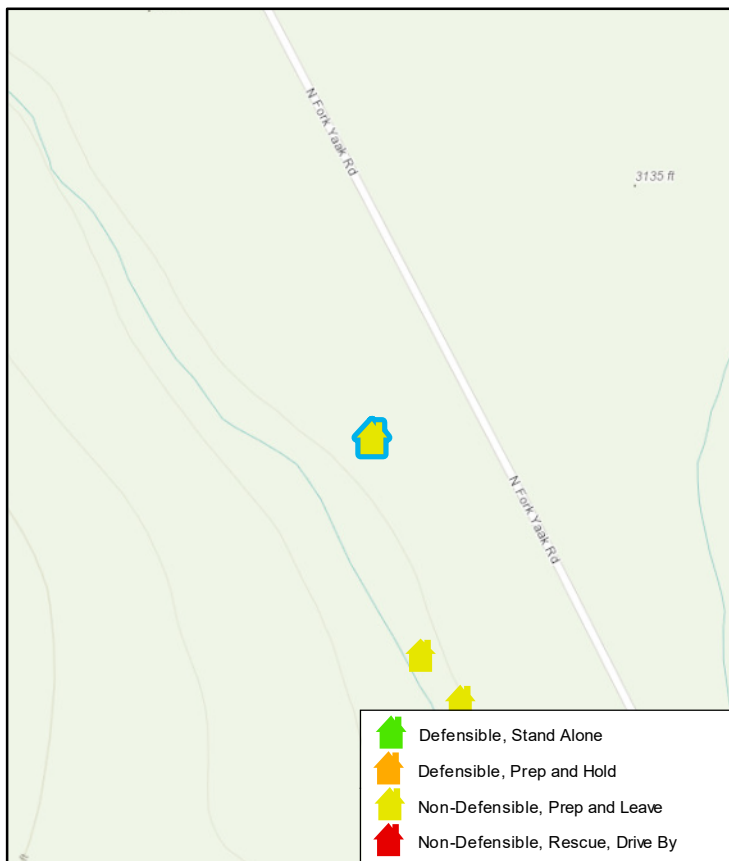 N Fork Yaak Rd
3135 ft
N Fork Yaak Rd
Defensible, Stand Alone
Defensible, Prep and Hold
Non-Defensible, Prep and Leave
Non-Defensible, Rescue, Drive By